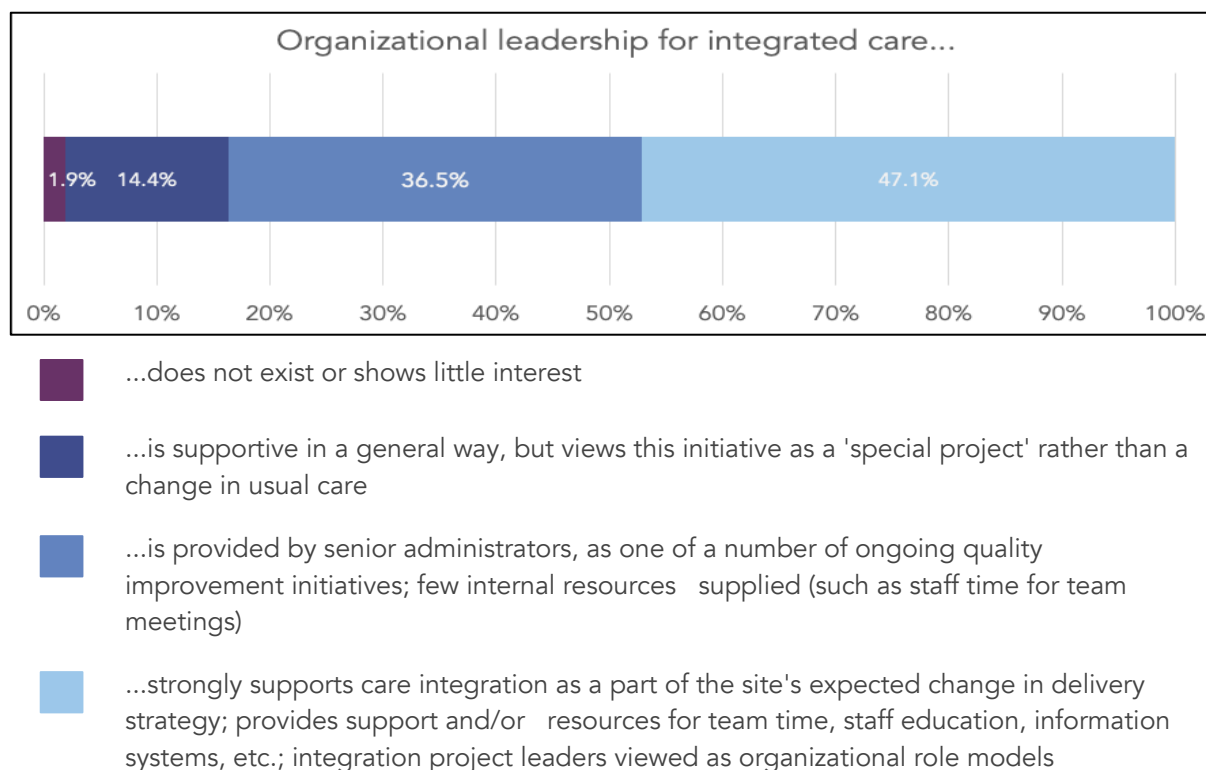 Organizational leadership for integrated care...
1.9% 14.4% 36.5% 47.1%
0% 10% 20% 30% 40% 50% 60% 70% 80% 90% 100%
...does not exist or shows little interest
...is supportive in a general way, but views this initiative as a 'special project' rather than a
change in usual care
...is provided by senior administrators, as one of a number of ongoing quality
improvement initiatives; few internal resources   supplied (such as staff time for team
meetings)
...strongly supports care integration as a part of the site's expected change in delivery
strategy; provides support and/or   resources for team time, staff education, information
systems, etc.; integration project leaders viewed as organizational role models